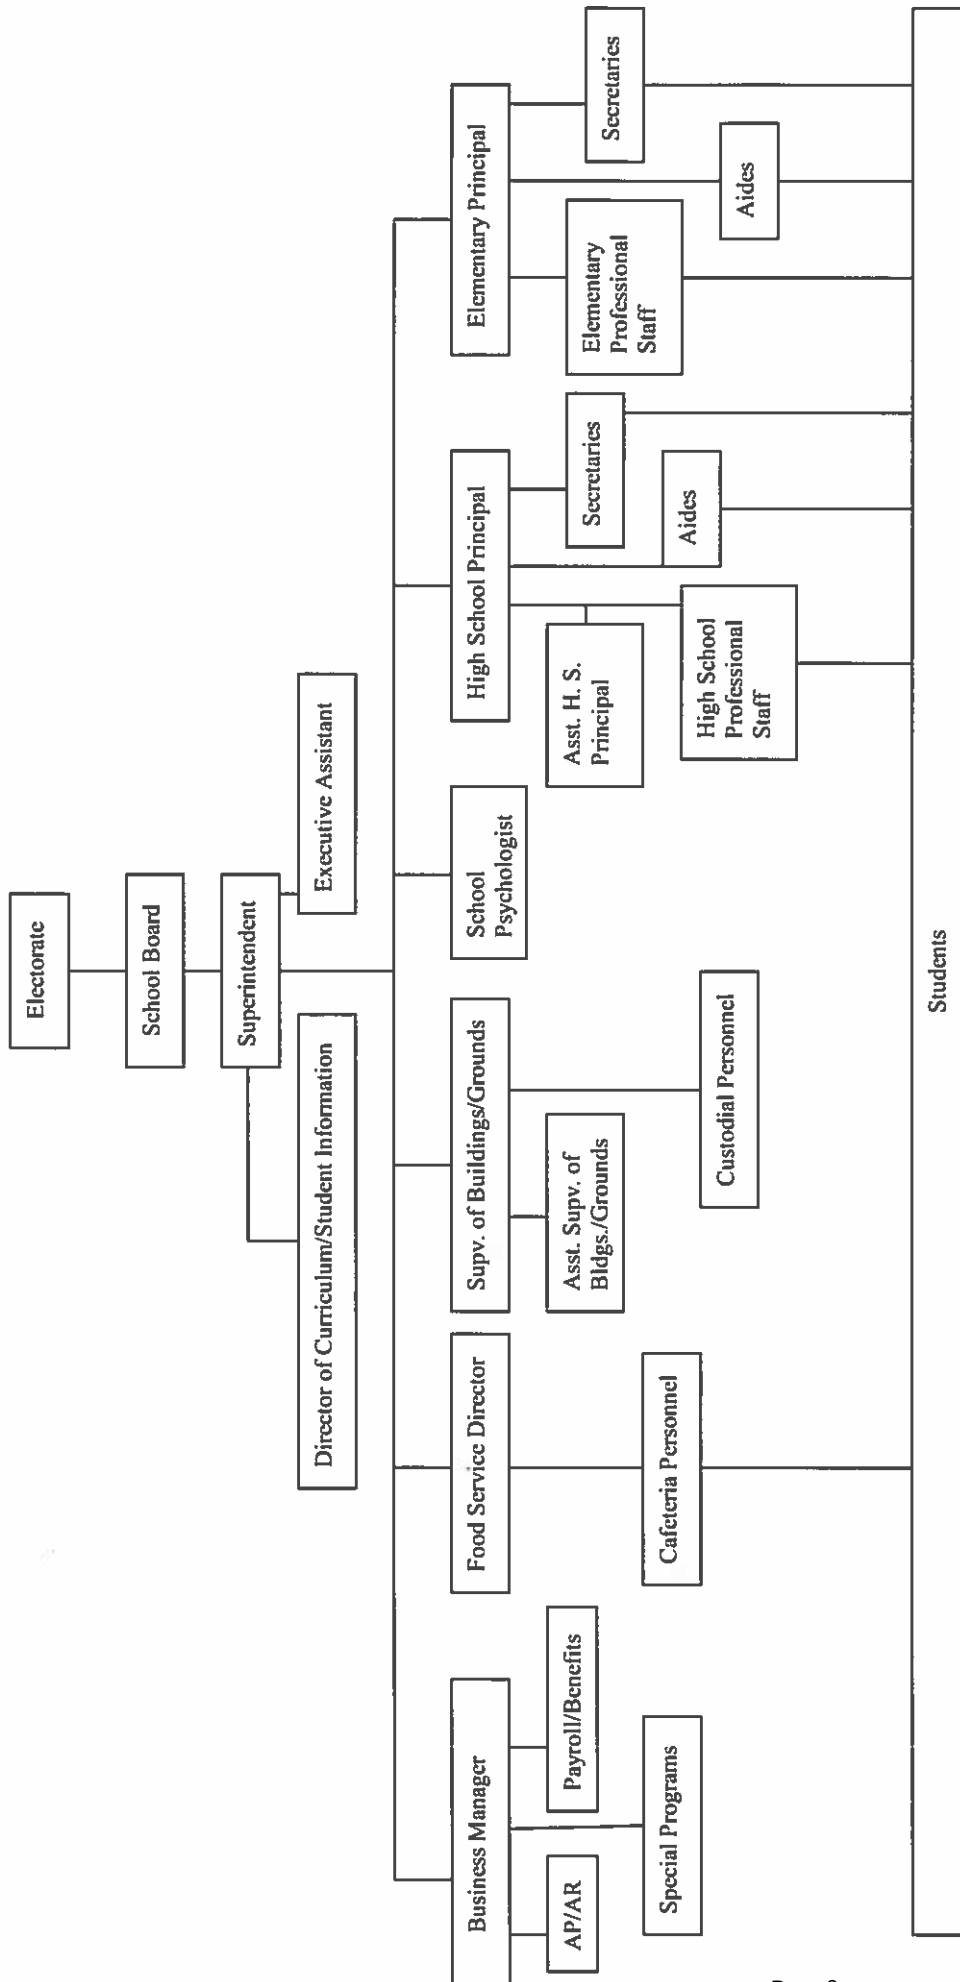 Electorate
School Board
Superintendent
Director of Curriculum/Student Information
Executive Assistant
Business Manager
Food Service Director
Supv. of Buildings/Grounds
School
Psychologist
High School Principal
Elementary Principal
AP/AR
Payroll/Benefits
Special Programs
Cafeteria Personnel
Asst. Supv. of
Bldgs./Grounds
Custodial Personnel
Asst. H. S.
Principal
High School
Professional
Staff
Aides
Secretaries
Elementary
Professional
Staff
Aides
Secretaries
Students